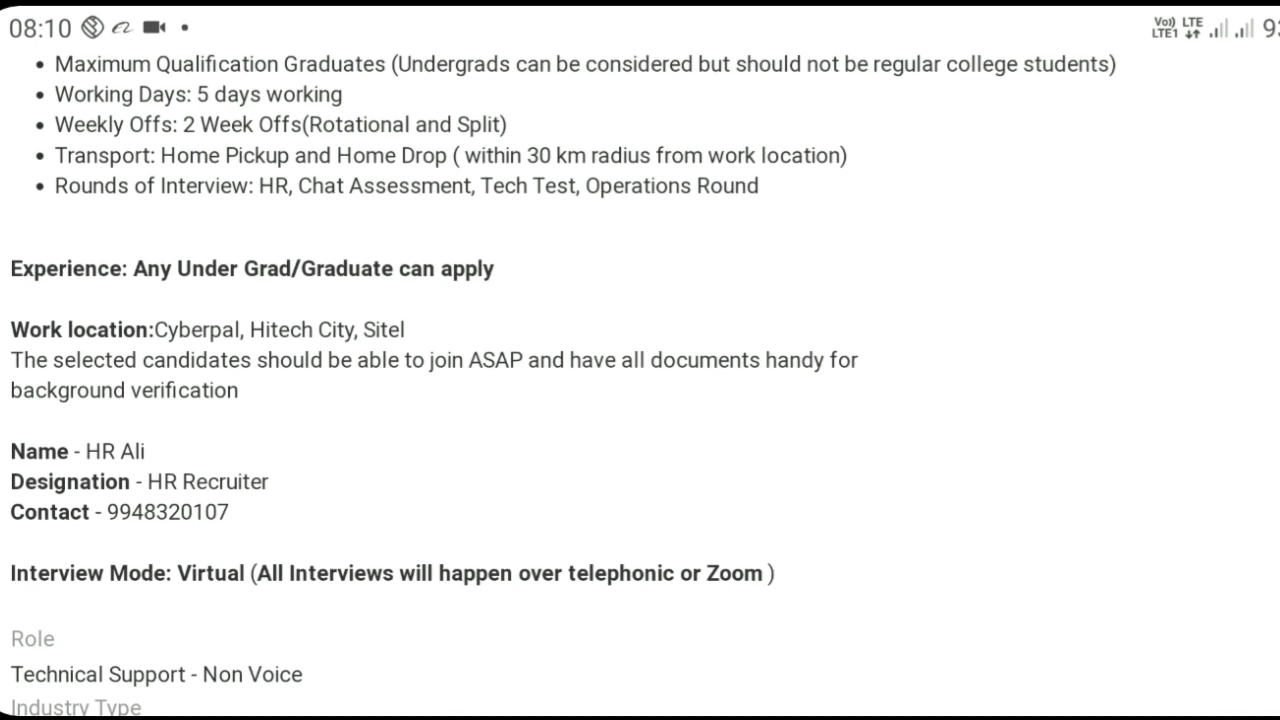 08:10
Vo)) LTE
LTE1
Maximum Qualification Graduates (Undergrads can be considered but should not be regular college students)
Working Days: 5 days working
Weekly Offs: 2 Week Offs(Rotational and Split)
Transport: Home Pickup and Home Drop ( within 30 km radius from work location)
Rounds of Interview: HR, Chat Assessment, Tech Test, Operations Round
Experience: Any Under Grad/Graduate can apply
Work location:Cyberpal, Hitech City, Sitel
The selected candidates should be able to join ASAP and have all documents handy for
background verification
Name - HR Ali
Designation - HR Recruiter
Contact - 9948320107
Interview Mode: Virtual (All Interviews will happen over telephonic or Zoom )
Role
Technical Support - Non Voice
Industry Type